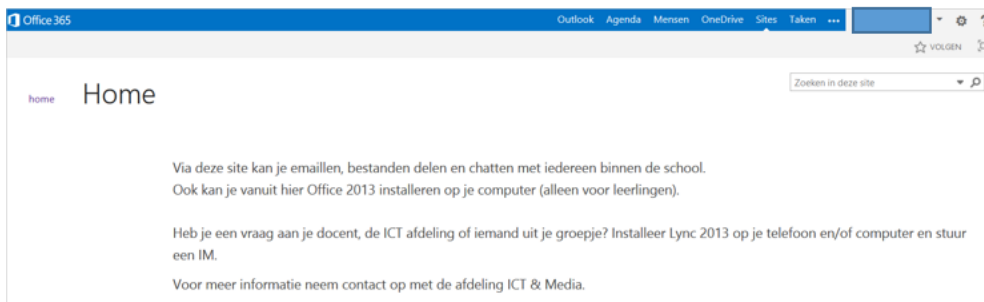 Office 365
Outlook Agenda Mensen OneDrive Sites Taken •••
?
VOLGEN
home
Home
Zoeken in deze site
Via deze site kan je emaillen, bestanden delen en chatten met iedereen binnen de school.
Ook kan je vanuit hier Office 2013 installeren op je computer (alleen voor leerlingen).
Heb je een vraag aan je docent, de ICT afdeling of iemand uit je groepje? Installeer Lync 2013 op je telefoon en/of computer en stuur
een IM.
Voor meer informatie neem contact op met de afdeling ICT & Media.